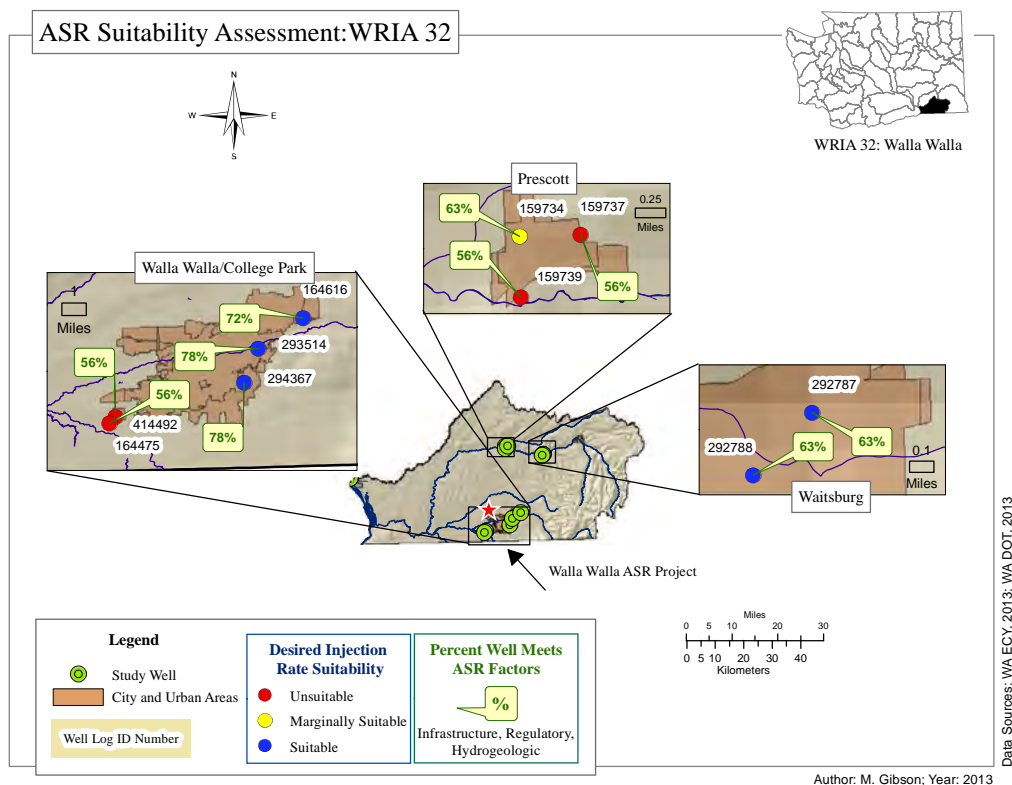 ASR Suitability Assessment:WRIA 32
N
W
E
S
WRIA 32: Walla Walla
Prescott
63%
159734
159737
0.25
Miles
56%
159739
56%
Walla Walla/College Park
164616
1
Miles
72%
293514
78%
56%
294367
56%
414492
78%
164475
292787
292788
63%
63%
0.1
Miles
Waitsburg
Walla Walla ASR Project
Miles
0 5 10 20 30
0 5 10 20 30 40
Kilometers
Legend
Study Well
City and Urban Areas
Well Log ID Number
Desired Injection
Rate Suitability
Unsuitable
Marginally Suitable
Suitable
Percent Well Meets
ASR Factors
%
Infrastructure, Regulatory,
Hydrogeologic
Data Sources: WA ECY. 2013: WA DOT. 2013
Author: M. Gibson; Year: 2013